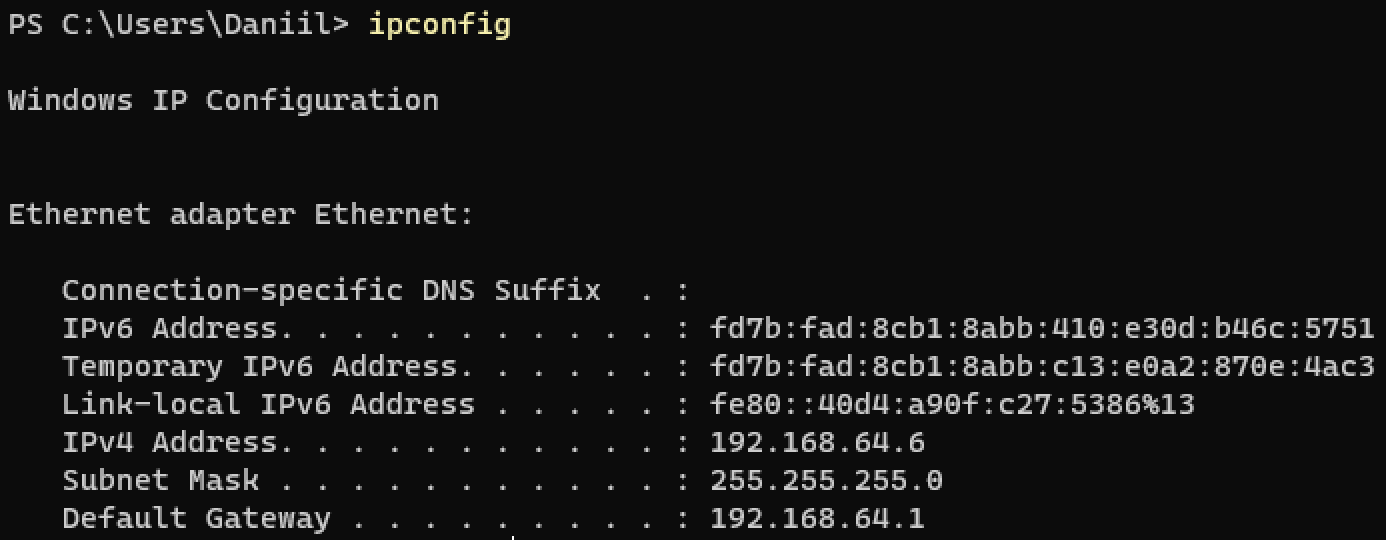 PS C:\Users\Daniil> ipconfig
Windows IP Configuration
Ethernet adapter Ethernet:
Connection-specific DNS Suffix  . :
IPv6 Address. . . . . . . . . . . : fd7b:fad:8cb1:8abb:410:e30d:b46c:5751
Temporary IPv6 Address. . . . . . : fd7b:fad:8cb1:8abb:c13:e0a2:870e:4ac3
Link-local IPv6 Address . . . . . : fe80::40d4:a90f:c27:5386%13
IPv4 Address. . . . . . . . . . . : 192.168.64.6
Subnet Mask . . . . . . . . . . . : 255.255.255.0
Default Gateway . . . . . . . . . : 192.168.64.1